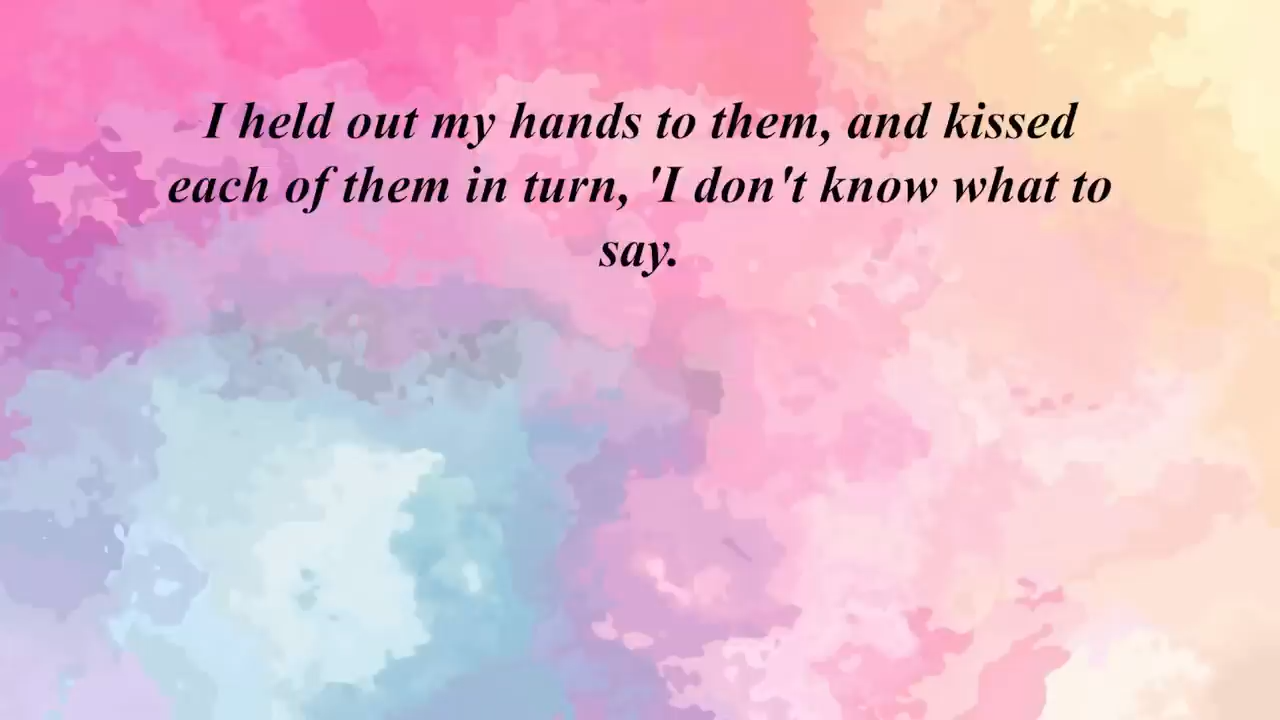 I held out my hands to them, and kissed
each of them in turn, 'I don't know what to
say.